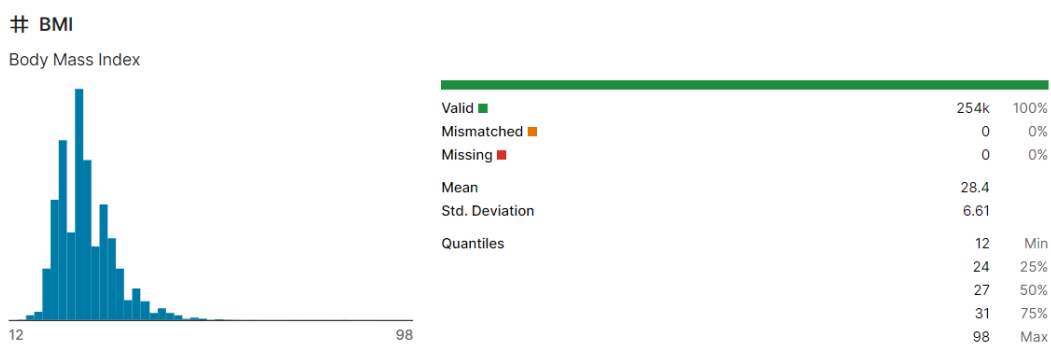 # BMI
Body Mass Index
12 98
Valid 254k 100%
Mismatched 0 0%
Missing 0 0%
Mean 28.4
Std. Deviation 6.61
Quantiles 12 Min
24 25%
27 50%
31 75%
98 Max